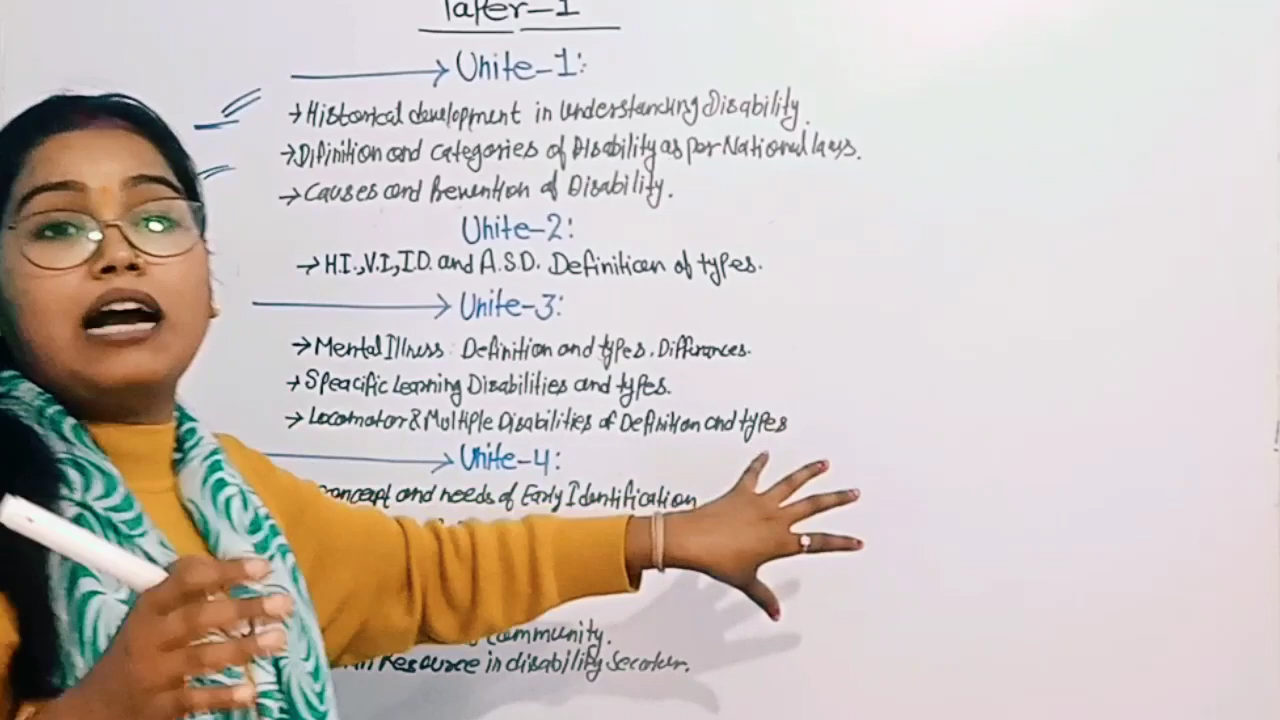 Paper-1
Unite-1:
→Historical development in understanding Disability.
→Difinition and categories of Disability as per National laws.
→Causes and Prevention of Disability.
Unite-2:
→H.I.,V.I,I.D. and A.S.D. Definition of types.
Unite-3:
→Mental Illness: Definition and types. Differences.
→Speacific Learning Disabilities and types.
→Locomotor & Multiple Disabilities of Definition and types
Unite-4:
Concept and needs of Early Identification
community.
Resource in disability